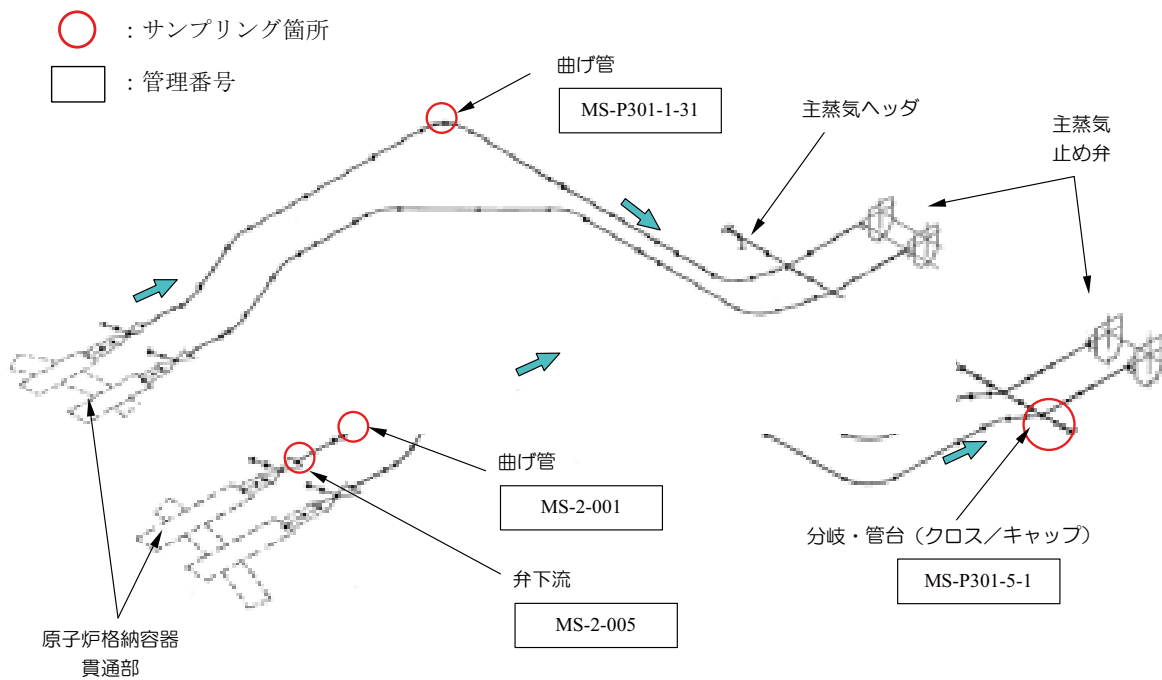 ：サンプリング箇所
：管理番号
曲げ管
MS-P301-1-31
主蒸気ヘッダ
主蒸気
止め弁
曲げ管
MS-2-001
弁下流
MS-2-005
分岐・管台（クロス／キャップ）
MS-P301-5-1
原子炉格納容器
貫通部